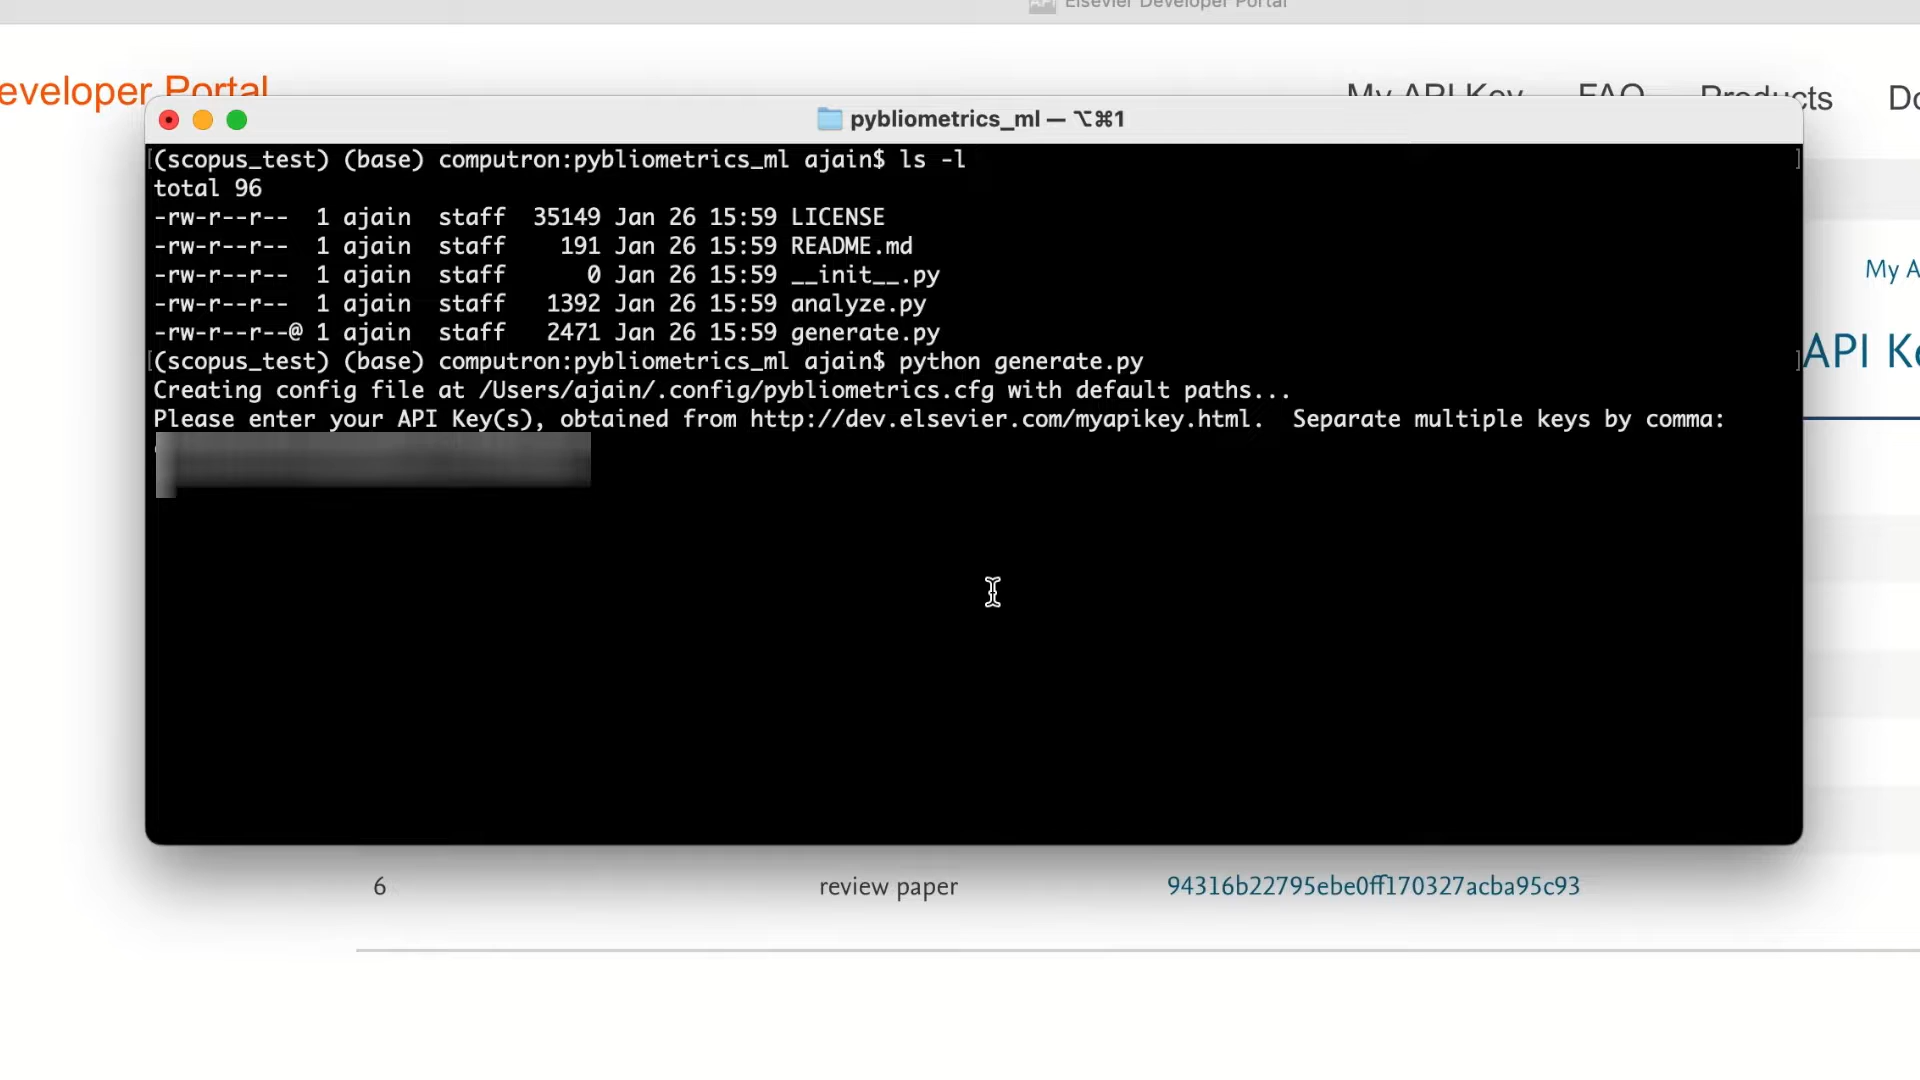 Elsevier Developer Portal
eveloper Portal
My API Key FAQ Products Do
pybliometrics_ml — ⌥⌘1
(scopus_test) (base) computron:pybliometrics_ml ajain$ ls -l
total 96
-rw-r--r-- 1 ajain staff 35149 Jan 26 15:59 LICENSE
-rw-r--r-- 1 ajain staff 191 Jan 26 15:59 README.md
-rw-r--r-- 1 ajain staff 0 Jan 26 15:59 __init__.py
-rw-r--r-- 1 ajain staff 1392 Jan 26 15:59 analyze.py
-rw-r--r--@ 1 ajain staff 2471 Jan 26 15:59 generate.py
(scopus_test) (base) computron:pybliometrics_ml ajain$ python generate.py
Creating config file at /Users/ajain/.config/pybliometrics.cfg with default paths...
Please enter your API Key(s), obtained from http://dev.elsevier.com/myapikey.html. Separate multiple keys by comma:
My A
API Ke
6 review paper 94316b22795ebe0ff170327acba95c93